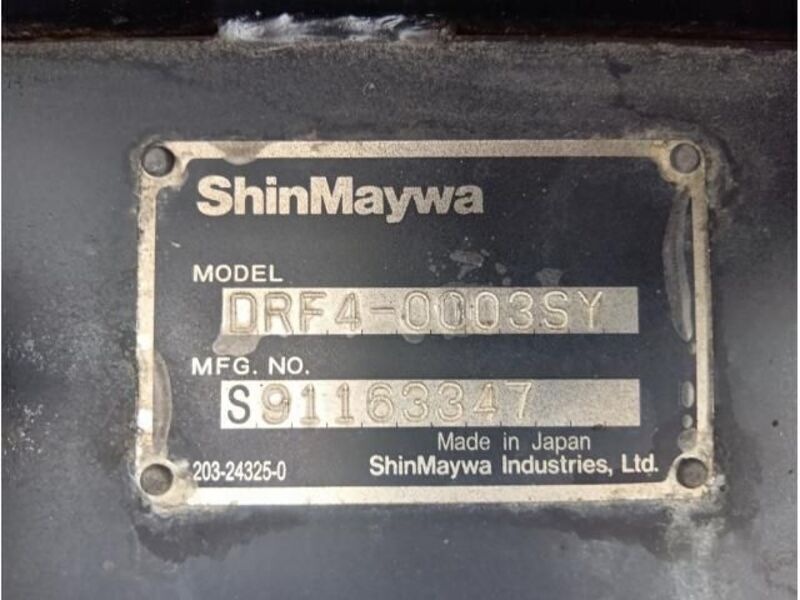 ShinMaywa
MODEL
DRF4-0003SY
MFG. NO.
S91163347
Made in Japan
203-24325-0
ShinMaywa Industries, Ltd.